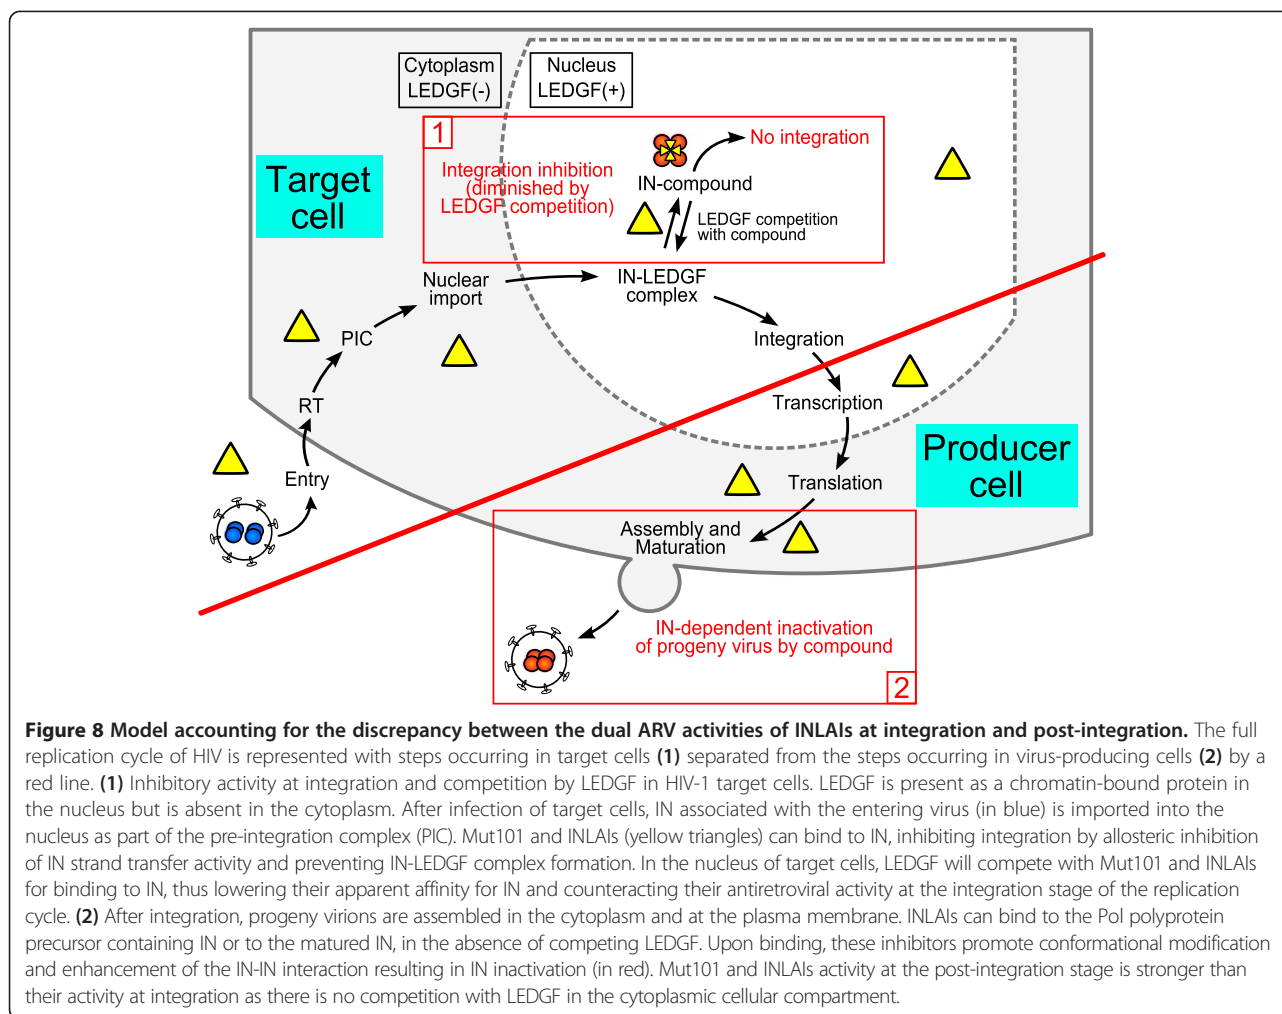 Cytoplasm
LEDGF(-)
Nucleus
LEDGF(+)
1
No integration
Integration inhibition
(diminished by
LEDGF competition)
IN-compound
LEDGF competition
with compound
Target
cell
Nuclear
import
IN-LEDGF
complex
PIC
Integration
RT
Transcription
Entry
Translation
Producer
cell
Assembly and
Maturation
IN-dependent inactivation
of progeny virus by compound
2
Figure 8 Model accounting for the discrepancy between the dual ARV activities of INLAIs at integration and post-integration. The full
replication cycle of HIV is represented with steps occurring in target cells (1) separated from the steps occurring in virus-producing cells (2) by a
red line. (1) Inhibitory activity at integration and competition by LEDGF in HIV-1 target cells. LEDGF is present as a chromatin-bound protein in
the nucleus but is absent in the cytoplasm. After infection of target cells, IN associated with the entering virus (in blue) is imported into the
nucleus as part of the pre-integration complex (PIC). Mut101 and INLAIs (yellow triangles) can bind to IN, inhibiting integration by allosteric inhibition
of IN strand transfer activity and preventing IN-LEDGF complex formation. In the nucleus of target cells, LEDGF will compete with Mut101 and INLAIs
for binding to IN, thus lowering their apparent affinity for IN and counteracting their antiretroviral activity at the integration stage of the replication
cycle. (2) After integration, progeny virions are assembled in the cytoplasm and at the plasma membrane. INLAIs can bind to the Pol polyprotein
precursor containing IN or to the matured IN, in the absence of competing LEDGF. Upon binding, these inhibitors promote conformational modification
and enhancement of the IN-IN interaction resulting in IN inactivation (in red). Mut101 and INLAIs activity at the post-integration stage is stronger than
their activity at integration as there is no competition with LEDGF in the cytoplasmic cellular compartment.